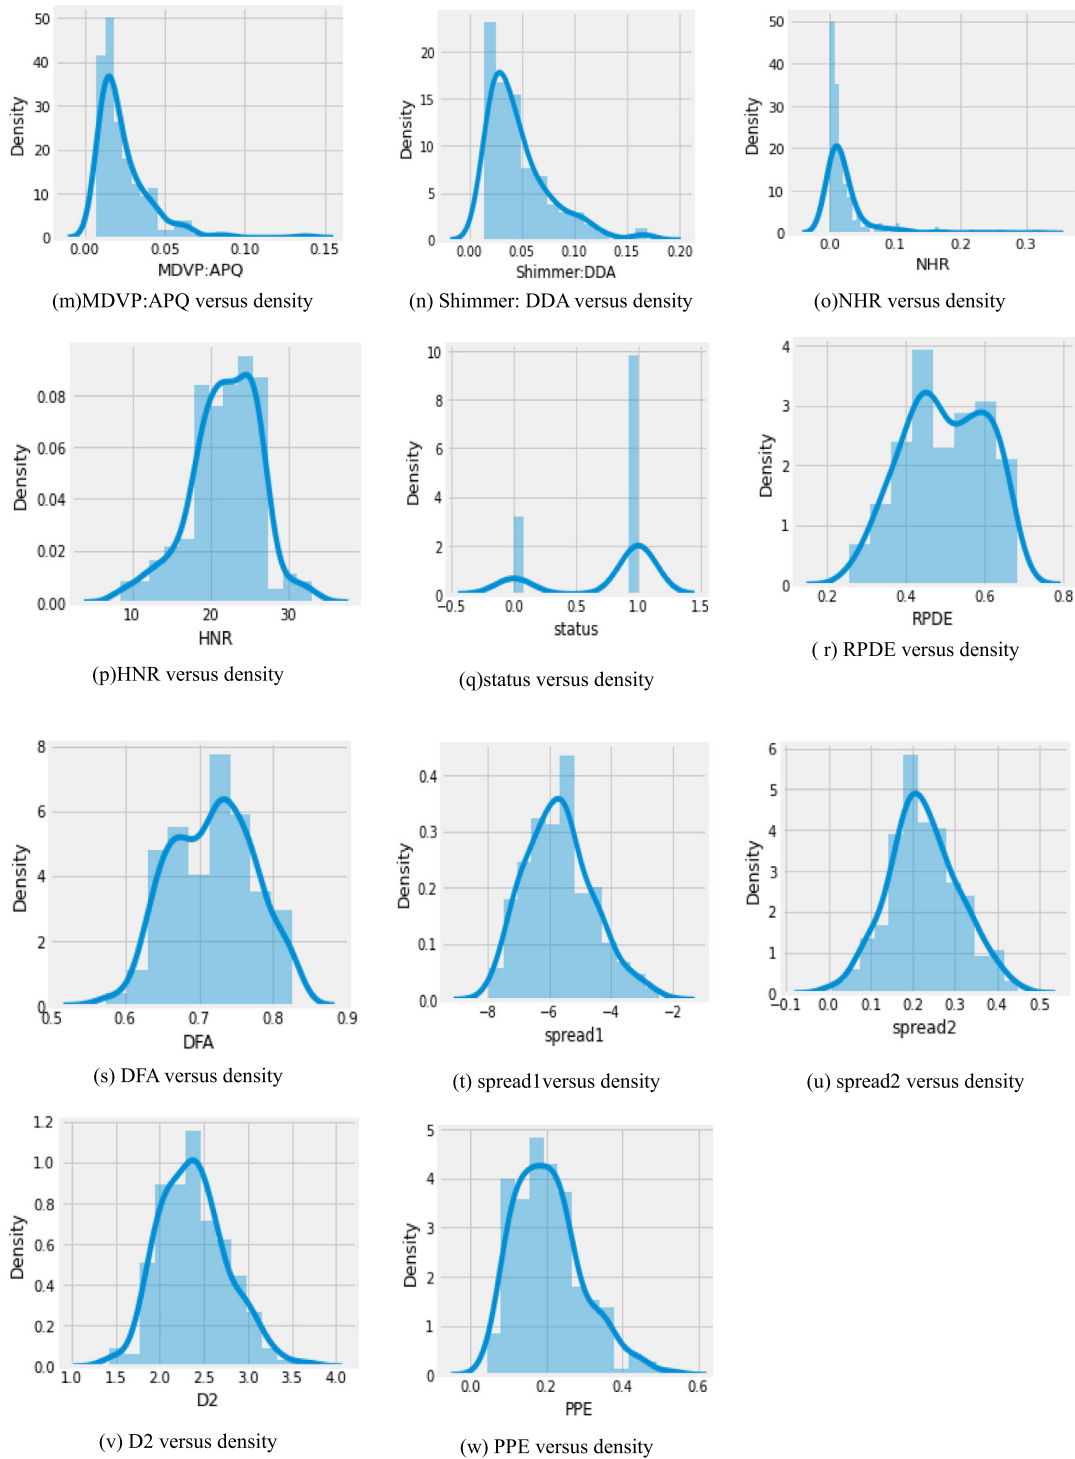 50
40
30
20
10
0
Density
0.00 0.05 0.10 0.15
MDVP:APQ
(m)MDVP:APQ versus density
20
15
10
5
0
Density
0.00 0.05 0.10 0.15 0.20
Shimmer:DDA
(n) Shimmer: DDA versus density
50
40
30
20
10
0
Density
0.0 0.1 0.2 0.3
NHR
(o)NHR versus density
0.08
0.06
0.04
0.02
0.00
Density
10 20 30
HNR
(p)HNR versus density
10
8
6
4
2
0
Density
−0.5 0.0 0.5 1.0 1.5
status
(q)status versus density
4
3
2
1
0
Density
0.2 0.4 0.6 0.8
RPDE
( r) RPDE versus density
8
6
4
2
0
Density
0.5 0.6 0.7 0.8 0.9
DFA
(s) DFA versus density
0.4
0.3
0.2
0.1
0.0
Density
−8 −6 −4 −2
spread1
(t) spread1versus density
6
5
4
3
2
1
0
Density
−0.1 0.0 0.1 0.2 0.3 0.4 0.5
spread2
(u) spread2 versus density
1.2
1.0
0.8
0.6
0.4
0.2
0.0
Density
1.0 1.5 2.0 2.5 3.0 3.5 4.0
D2
(v) D2 versus density
5
4
3
2
1
0
Density
0.0 0.2 0.4 0.6
PPE
(w) PPE versus density